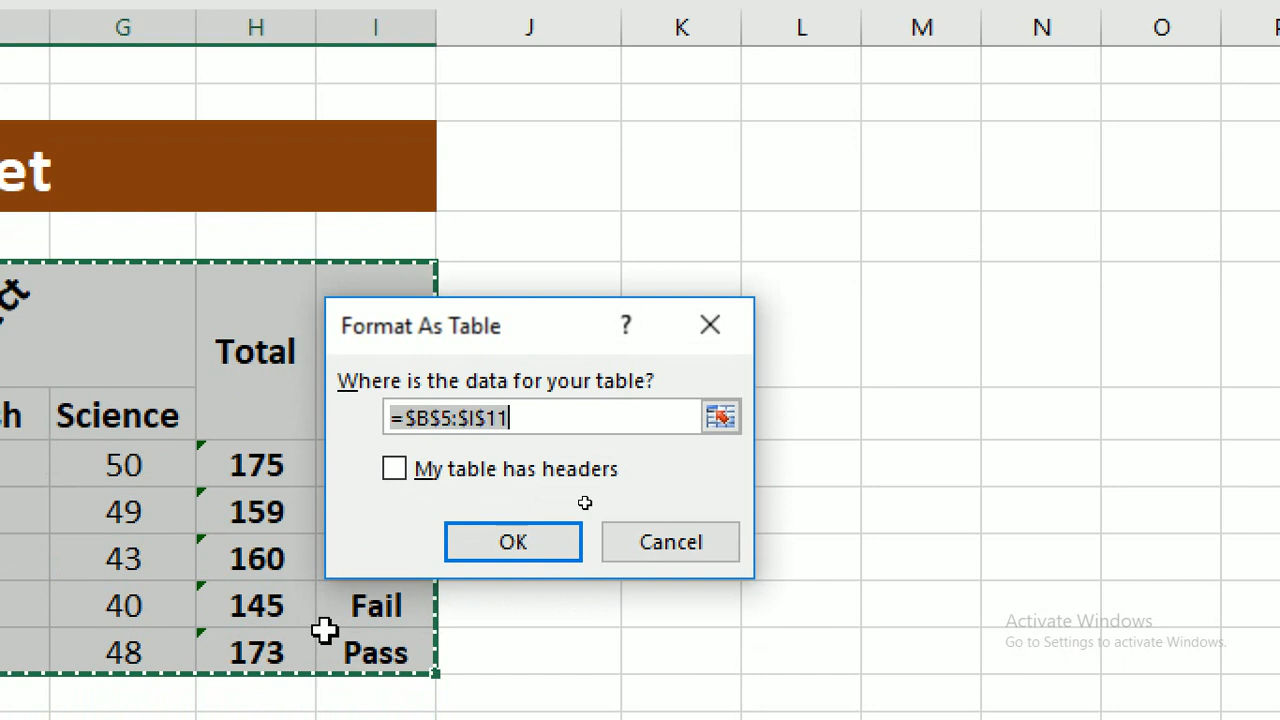 G H I J K L M N O P
et
ct
Total
sh Science
50 175
49 159
43 160
40 145 Fail
48 173 Pass
Format As Table ? ×
Where is the data for your table?
=$B$5:$I$11
My table has headers
OK Cancel
Activate Windows
Go to Settings to activate Windows.